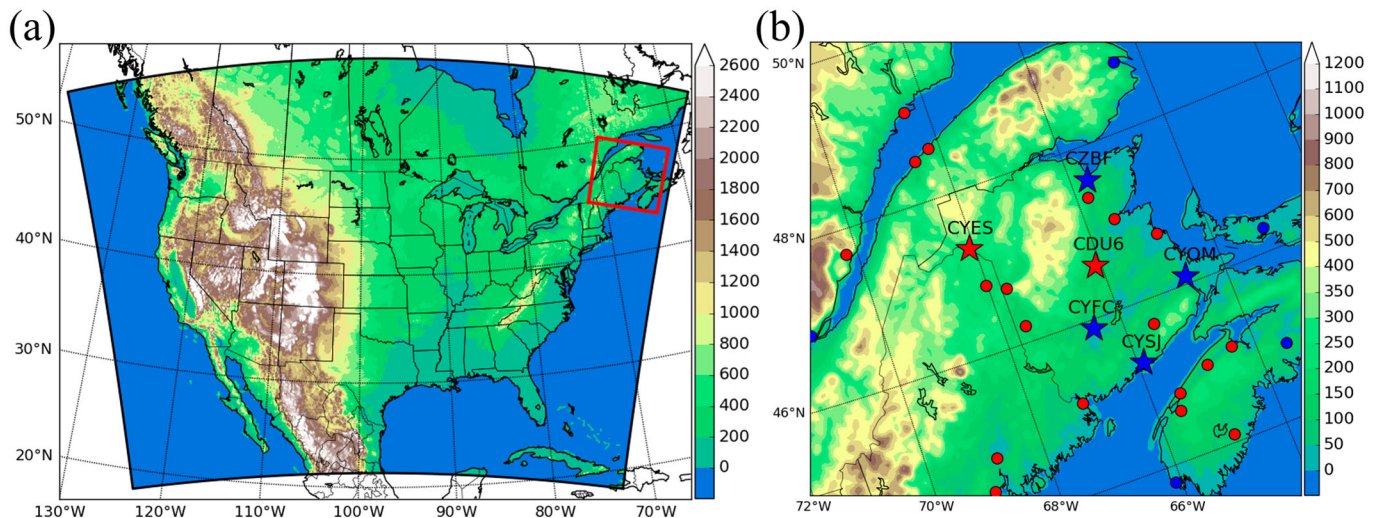 (a)
(b)
50°N
40°N
30°N
20°N
130°W
120°W
110°W
100°W
90°W
80°W
70°W
2600
2400
2200
2000
1800
1600
1400
1200
1000
800
600
400
200
0
50°N
48°N
46°N
72°W
70°W
68°W
66°W
CZBF
CYES
CDU6
CYQM
CYFC
CYSJ
1200
1000
900
800
700
600
500
400
300
250
200
150
100
50
0